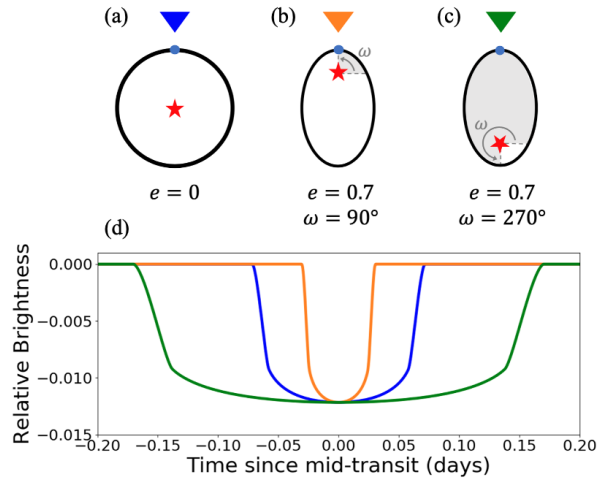 (a) (b) (c)
ω ω
e = 0 e = 0.7 e = 0.7
ω = 90° ω = 270°
(d)
Relative Brightness
0.000
−0.005
−0.010
−0.015
−0.20 −0.15 −0.10 −0.05 0.00 0.05 0.10 0.15 0.20
Time since mid-transit (days)